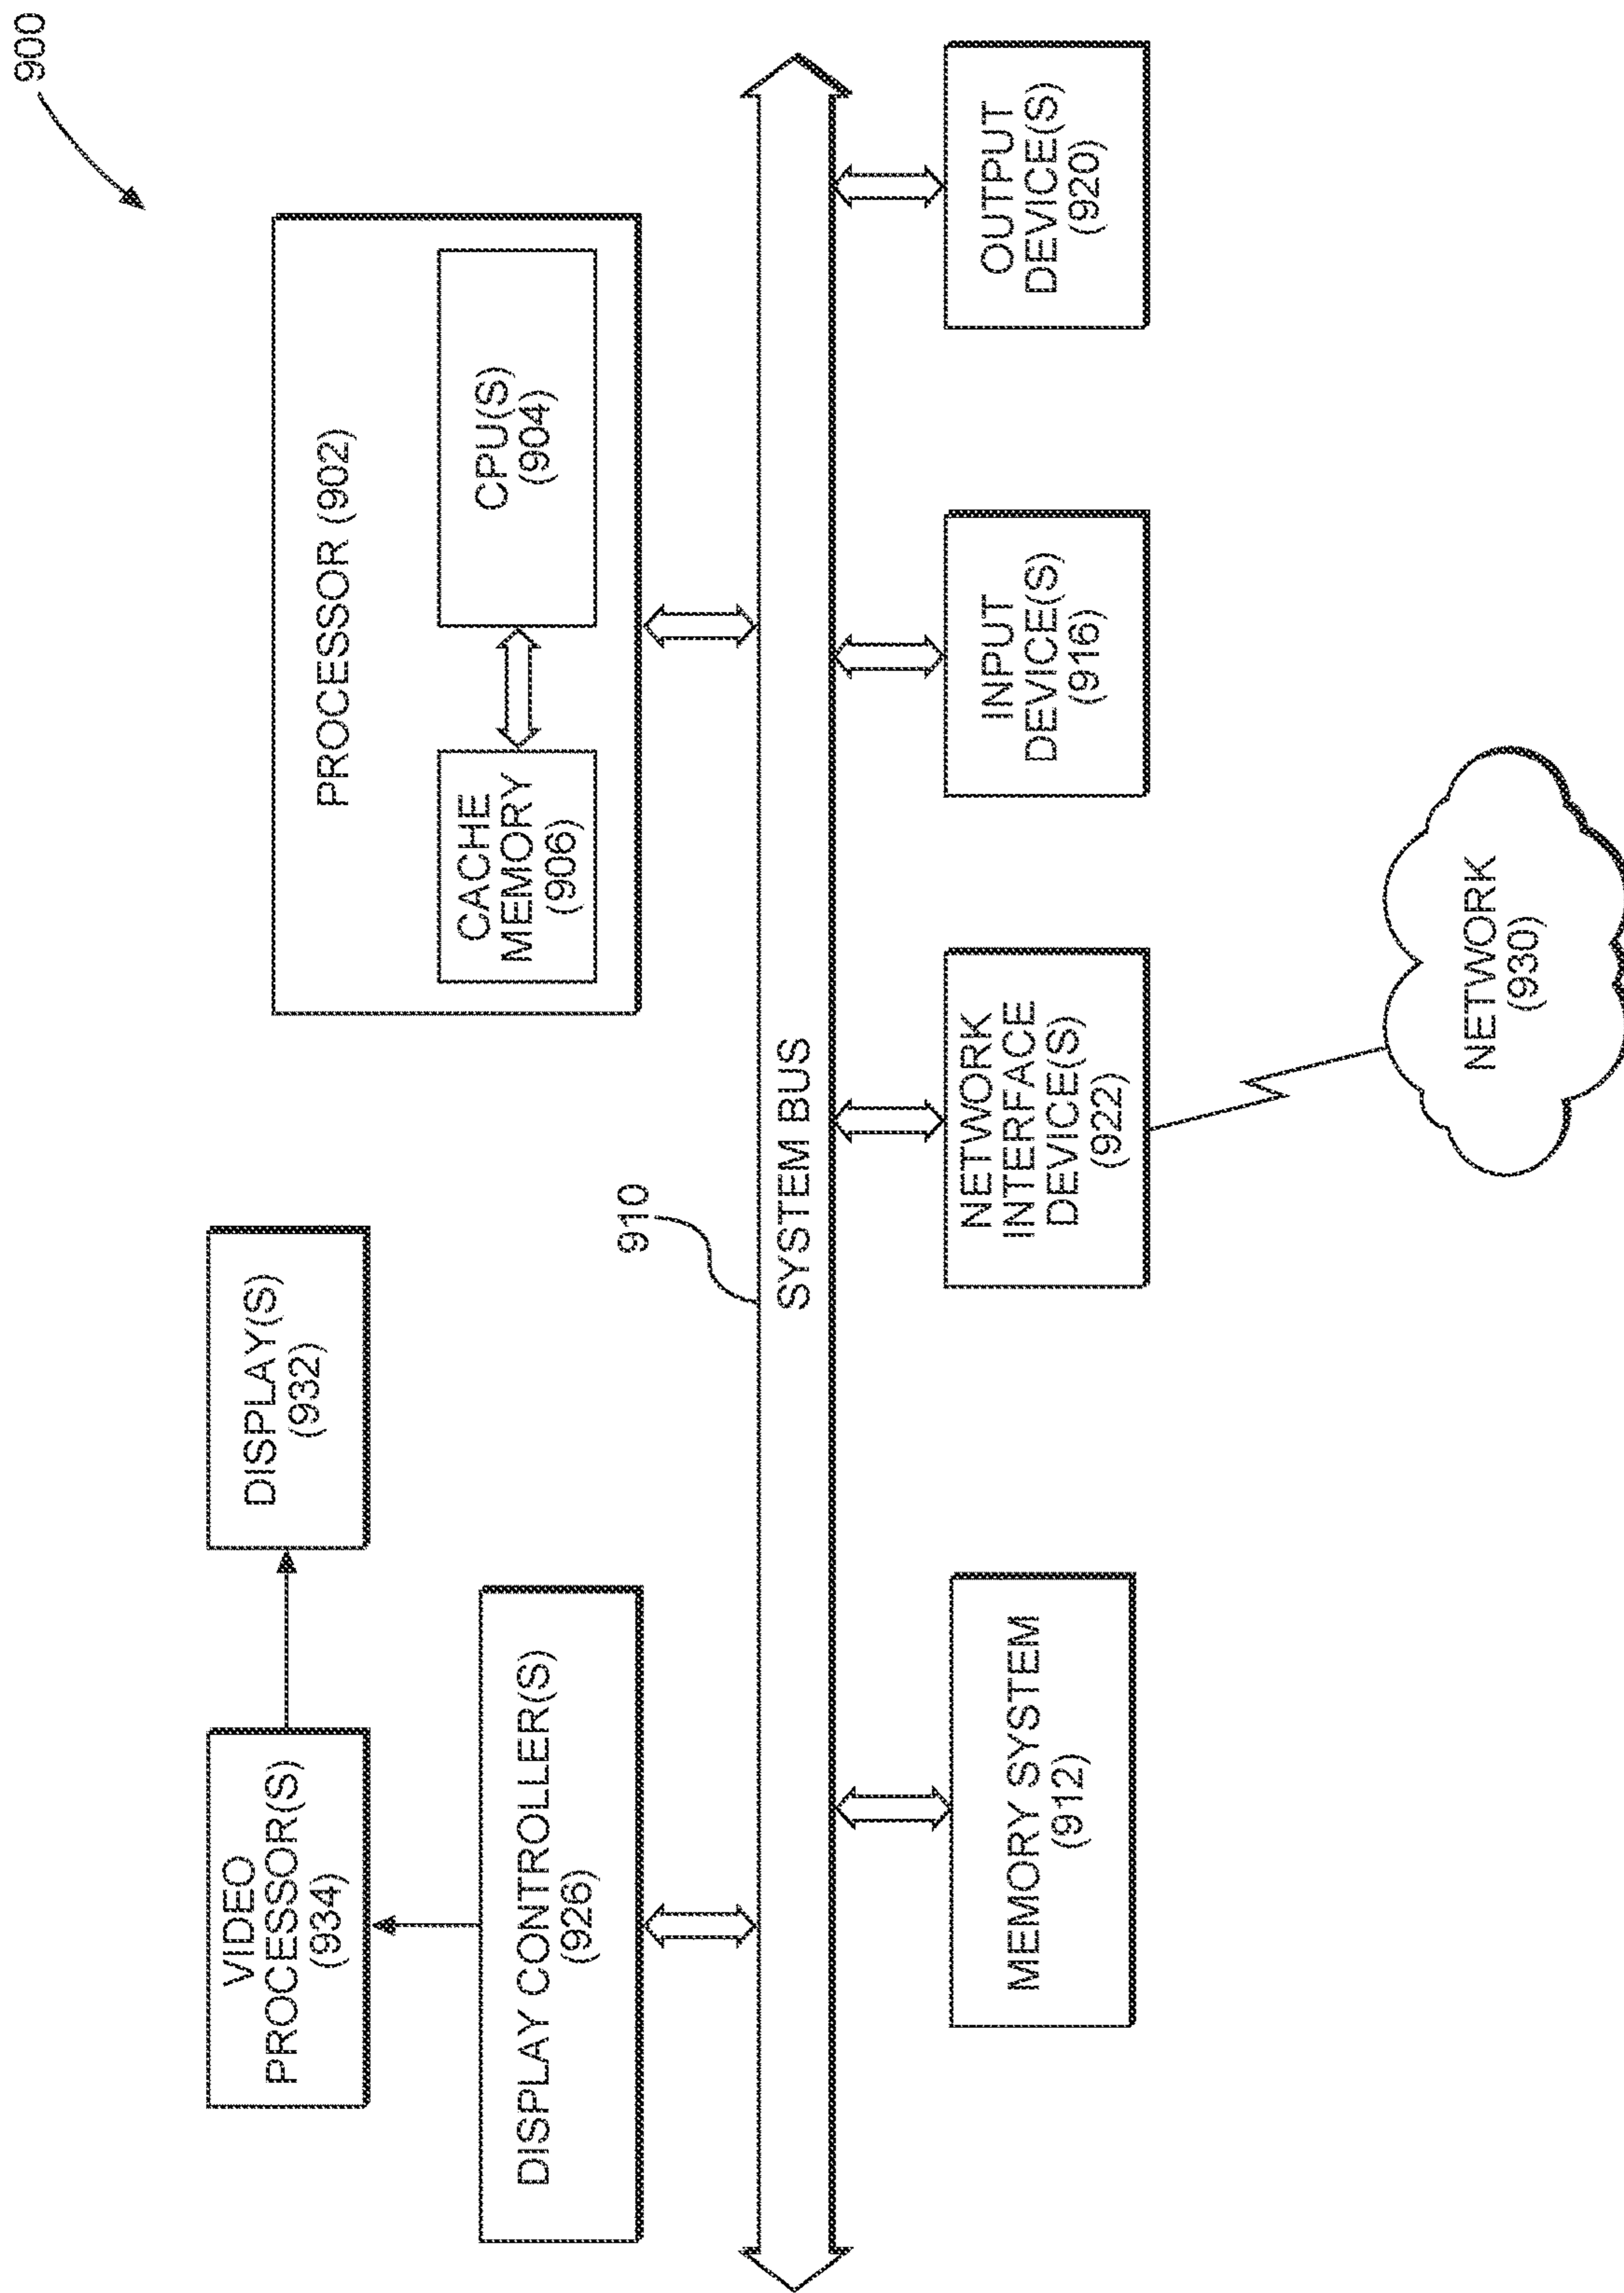 900
PROCESSOR (902)
CPU(S)
(904)
CACHE
MEMORY
(906)
DISPLAY(S)
(932)
VIDEO
PROCESSOR(S)
(934)
DISPLAY CONTROLLER(S)
(926)
910
SYSTEM BUS
MEMORY SYSTEM
(912)
NETWORK
INTERFACE
DEVICE(S)
(922)
INPUT
DEVICE(S)
(916)
OUTPUT
DEVICE(S)
(920)
NETWORK
(930)